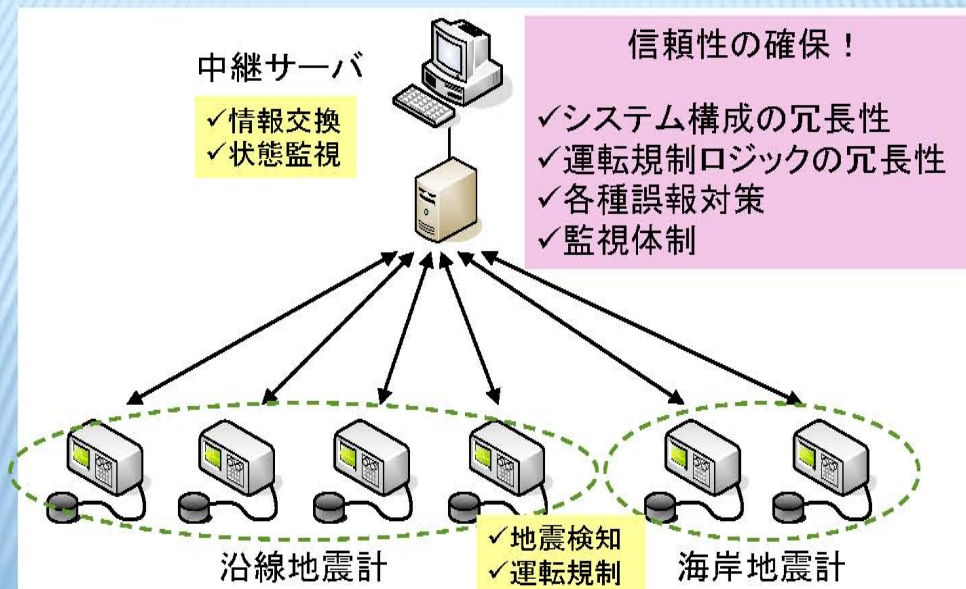 中継サーバ
✓情報交換
✓状態監視
信頼性の確保！
✓システム構成の冗長性
✓運転規制ロジックの冗長性
✓各種誤報対策
✓監視体制
沿線地震計
✓地震検知
✓運転規制
海岸地震計